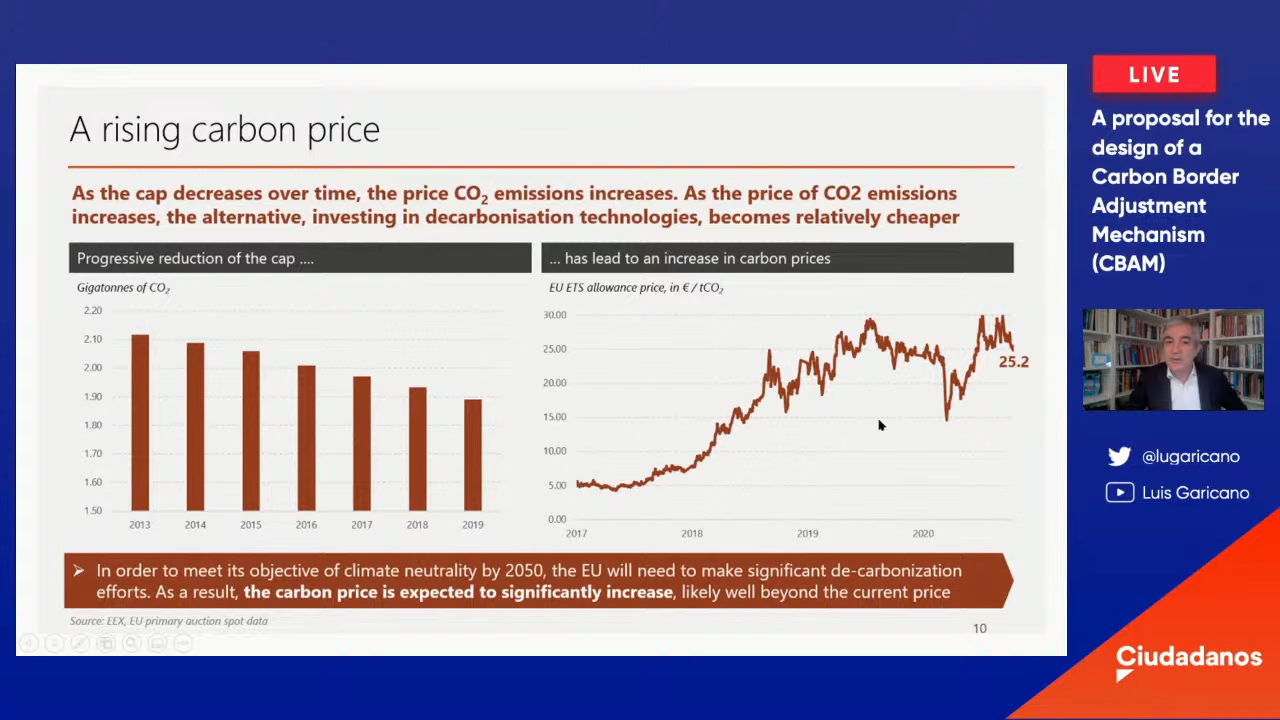 A rising carbon price
As the cap decreases over time, the price CO₂ emissions increases. As the price of CO2 emissions
increases, the alternative, investing in decarbonisation technologies, becomes relatively cheaper
Progressive reduction of the cap ....
Gigatonnes of CO₂
2.20
2.10
2.00
1.90
1.80
1.70
1.60
1.50
2013 2014 2015 2016 2017 2018 2019
... has lead to an increase in carbon prices
EU ETS allowance price, in € / tCO₂
30.00
25.00
20.00
15.00
10.00
5.00
0.00
25.2
2017 2018 2019 2020
➤ In order to meet its objective of climate neutrality by 2050, the EU will need to make significant de-carbonization
efforts. As a result, the carbon price is expected to significantly increase, likely well beyond the current price
Source: EEX, EU primary auction spot data
10
LIVE
A proposal for the
design of a
Carbon Border
Adjustment
Mechanism
(CBAM)
@lugaricano
Luis Garicano
Ciudadanos